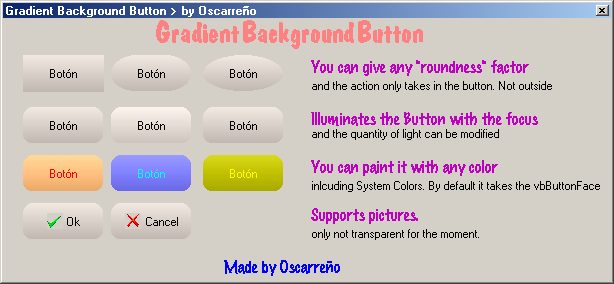 Gradient Background Button > by Oscarreño
Gradient Background Button
Botón Botón Botón
You can give any "roundness" factor
and the action only takes in the button. Not outside
Botón Botón Botón
Illuminates the Button with the focus
and the quantity of light can be modified
Botón Botón Botón
You can paint it with any color
inlcuding System Colors. By default it takes the vbButtonFace
Ok Cancel
Supports pictures.
only not transparent for the moment.
Made by Oscarreño